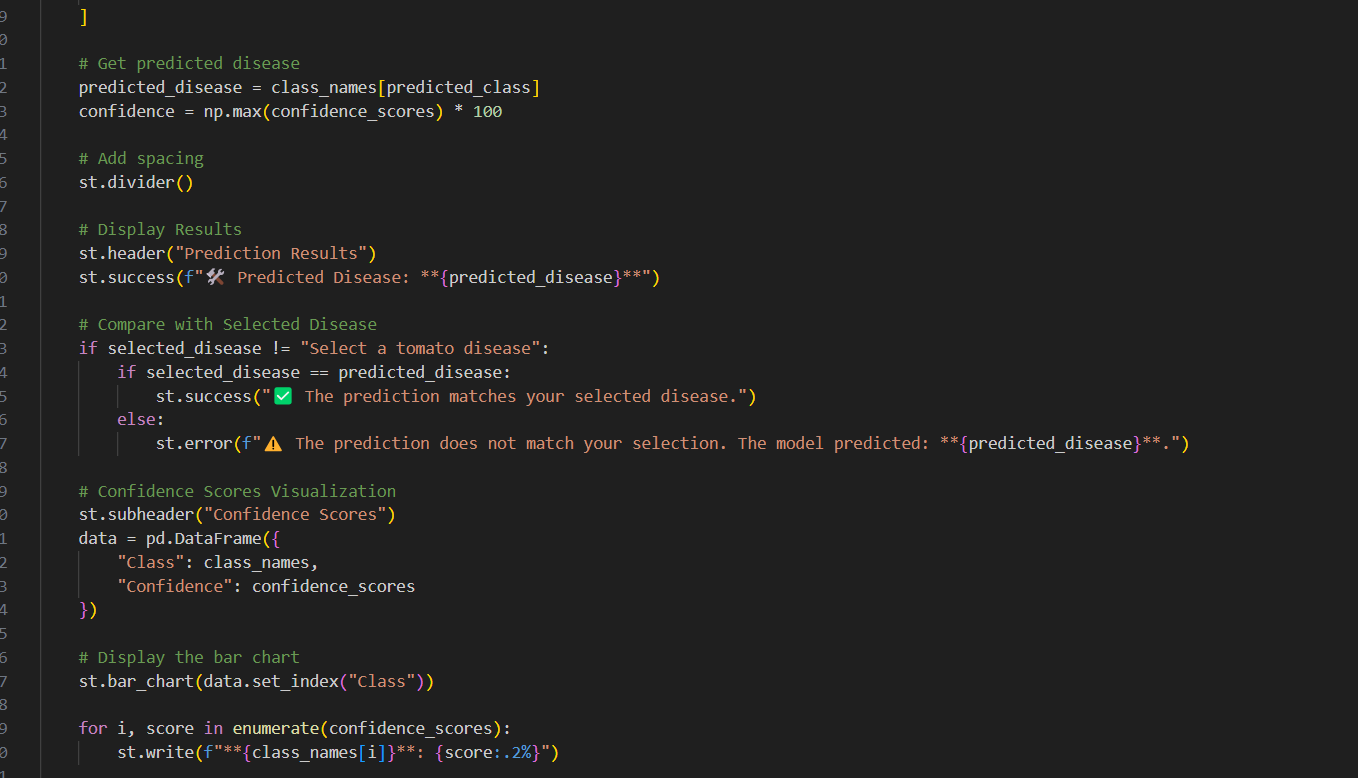 9 ]
0
1 # Get predicted disease
2 predicted_disease = class_names[predicted_class]
3 confidence = np.max(confidence_scores) * 100
4
5 # Add spacing
6 st.divider()
7
8 # Display Results
9 st.header("Prediction Results")
0 st.success(f"🛠 Predicted Disease: **{predicted_disease}**")
1
2 # Compare with Selected Disease
3 if selected_disease != "Select a tomato disease":
4     if selected_disease == predicted_disease:
5         st.success("✅ The prediction matches your selected disease.")
6     else:
7         st.error(f"⚠️ The prediction does not match your selection. The model predicted: **{predicted_disease}**.")
8
9 # Confidence Scores Visualization
0 st.subheader("Confidence Scores")
1 data = pd.DataFrame({
2     "Class": class_names,
3     "Confidence": confidence_scores
4 })
5
6 # Display the bar chart
7 st.bar_chart(data.set_index("Class"))
8
9 for i, score in enumerate(confidence_scores):
0     st.write(f"**{class_names[i]}**: {score:.2%}")